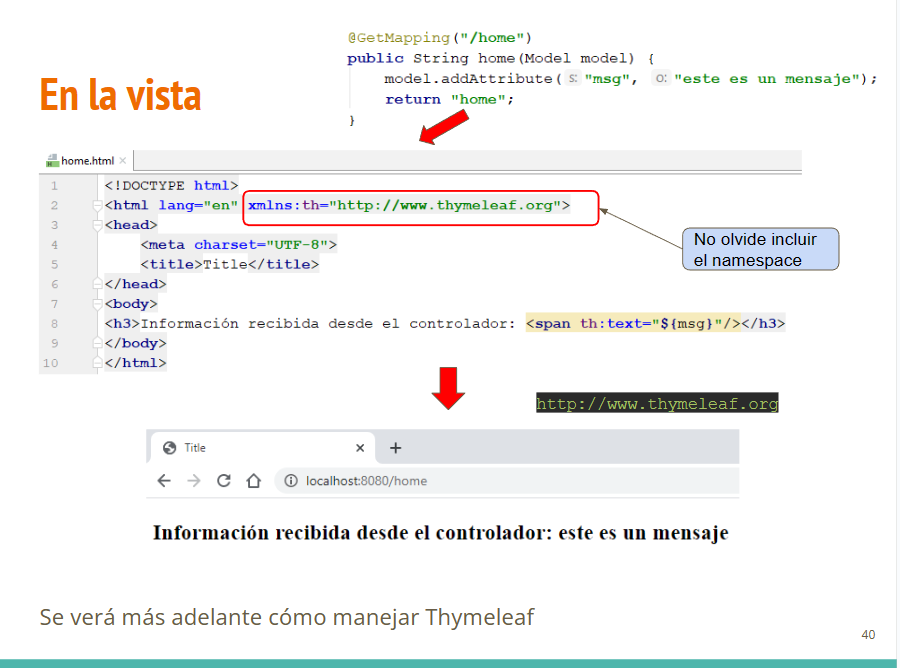 En la vista
@GetMapping("/home")
public String home(Model model) {
model.addAttribute( s: "msg", o: "este es un mensaje");
return "home";
}
home.html
1 <!DOCTYPE html>
2 <html lang="en" xmlns:th="http://www.thymeleaf.org">
3 <head>
4 <meta charset="UTF-8">
5 <title>Title</title>
6 </head>
7 <body>
8 <h3>Información recibida desde el controlador: <span th:text="${msg}"/></h3>
9 </body>
10 </html>
No olvide incluir
el namespace
http://www.thymeleaf.org
Title
localhost:8080/home
Información recibida desde el controlador: este es un mensaje
Se verá más adelante cómo manejar Thymeleaf
40